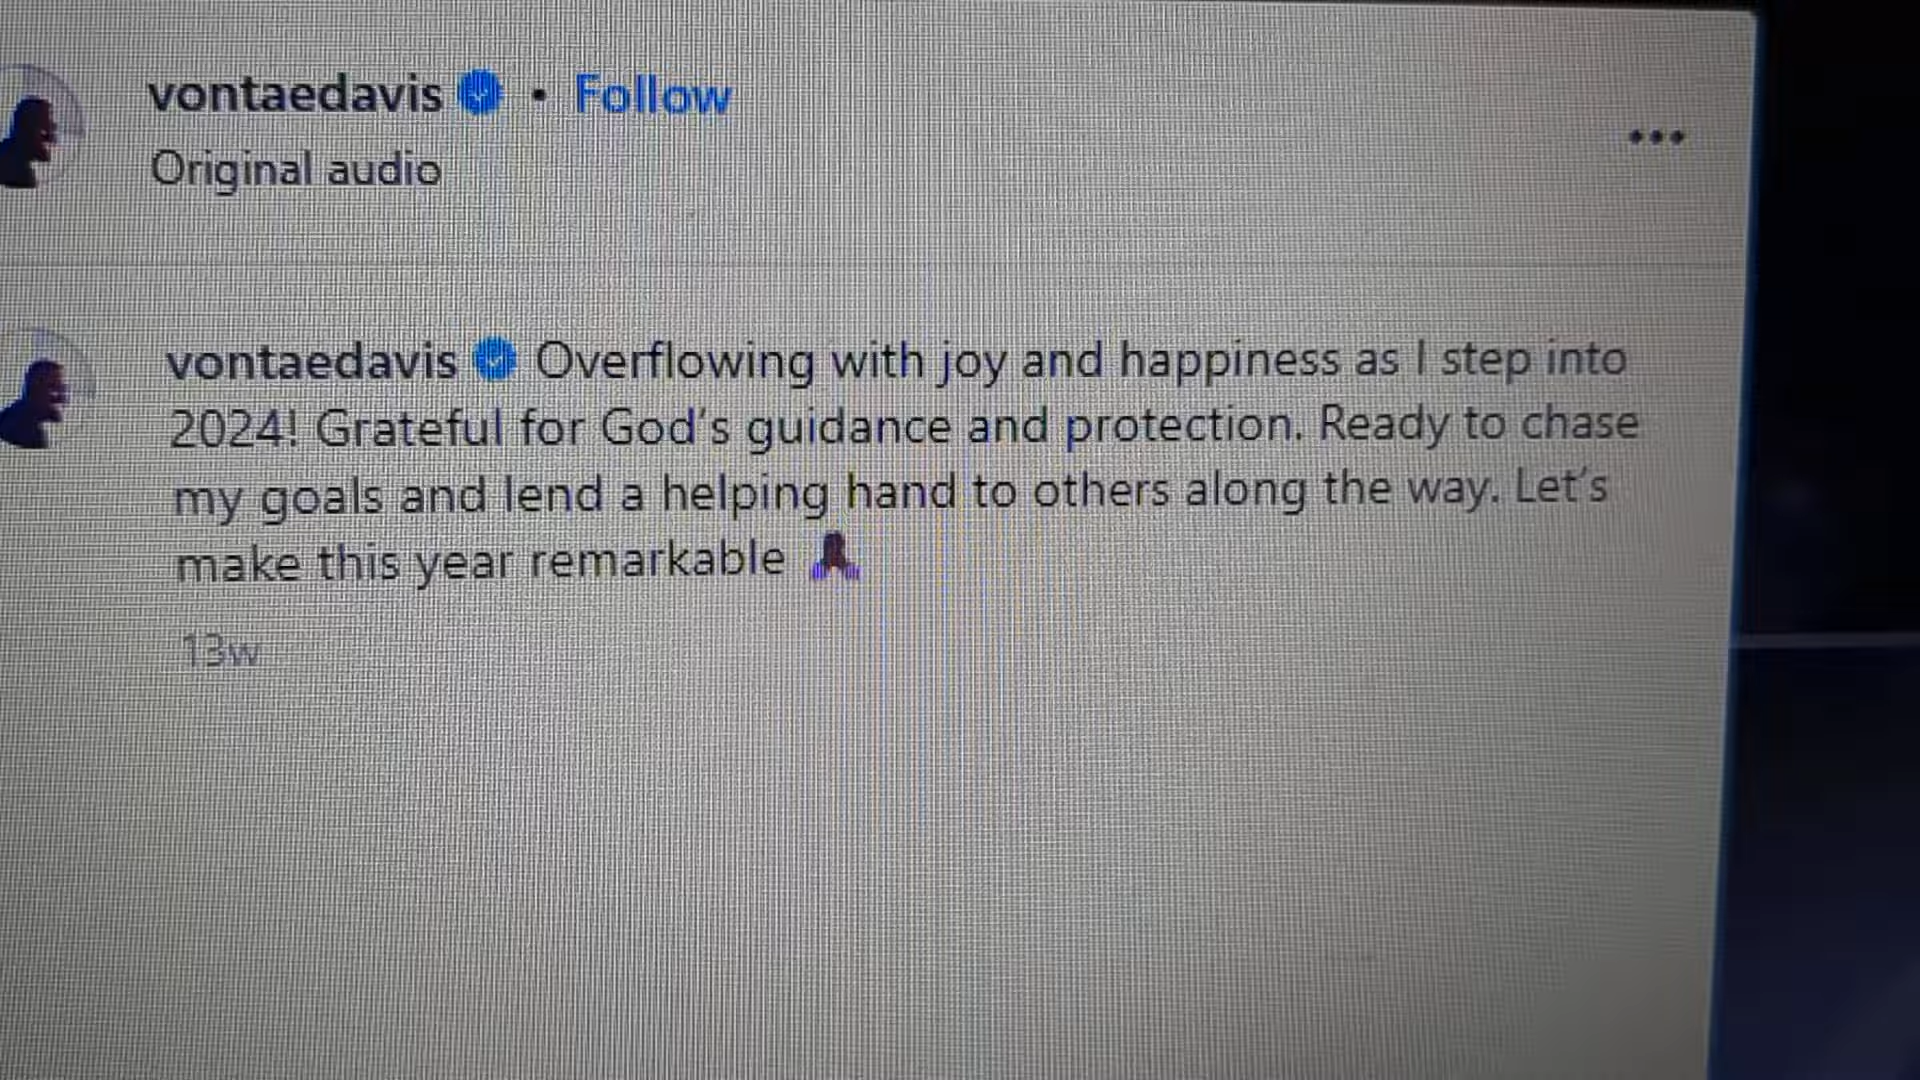 vontaedavis • Follow
Original audio
vontaedavis Overflowing with joy and happiness as I step into
2024! Grateful for God's guidance and protection. Ready to chase
my goals and lend a helping hand to others along the way. Let's
make this year remarkable 🙏🏿
13w